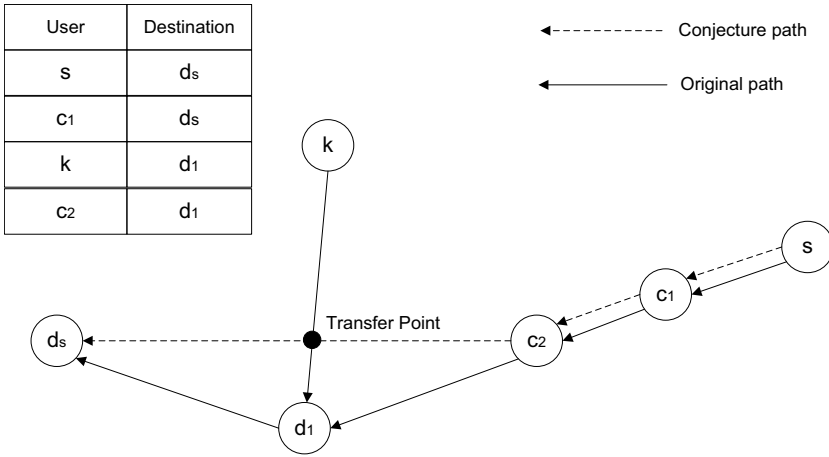 User Destination
s ds
c1 ds
k d1
c2 d1
Conjecture path
Original path
k
s
c1
Transfer Point
ds
c2
d1